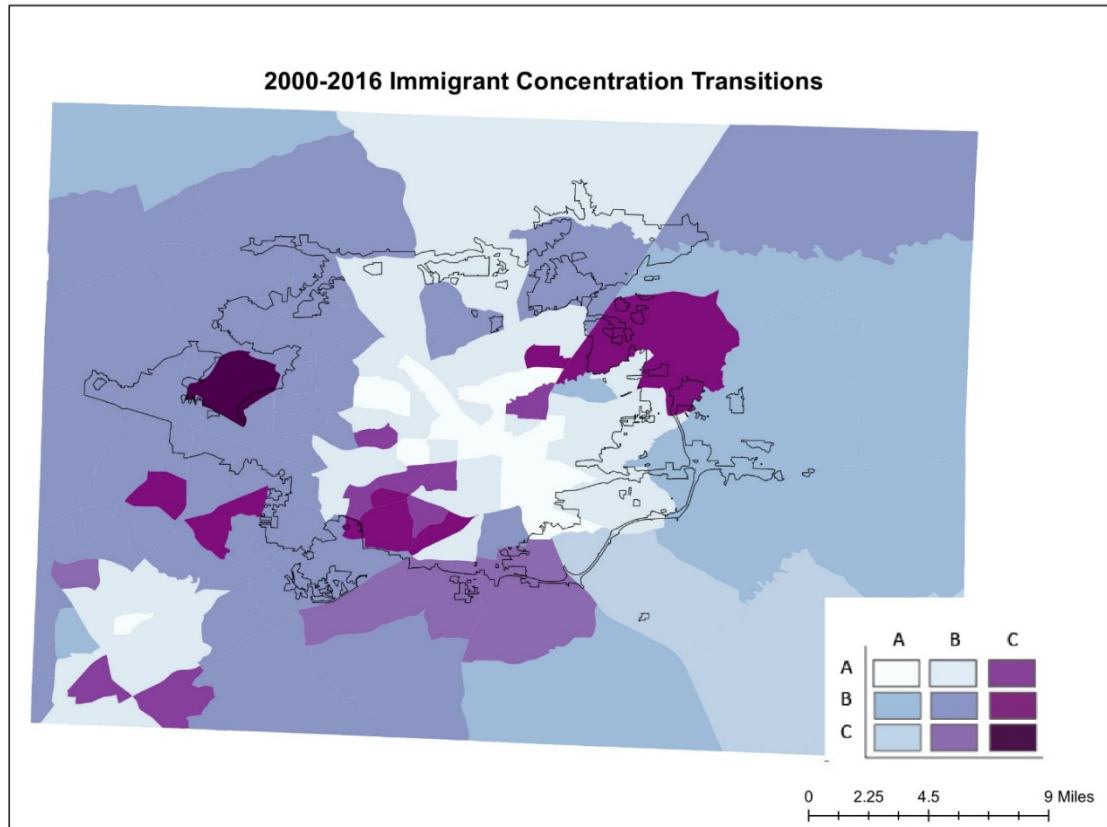 2000-2016 Immigrant Concentration Transitions
A B C
A
B
C
0 2.25 4.5 9 Miles